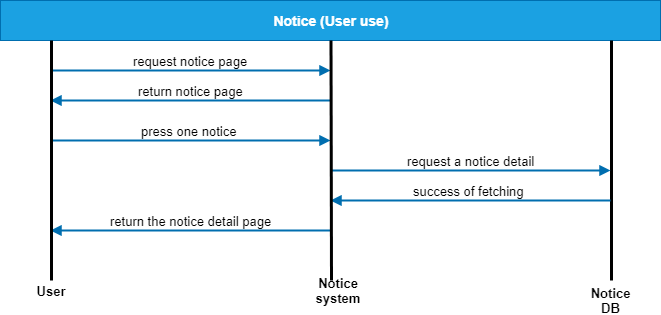 Notice (User use)
request notice page
return notice page
press one notice
request a notice detail
success of fetching
return the notice detail page
User
Notice
system
Notice
DB